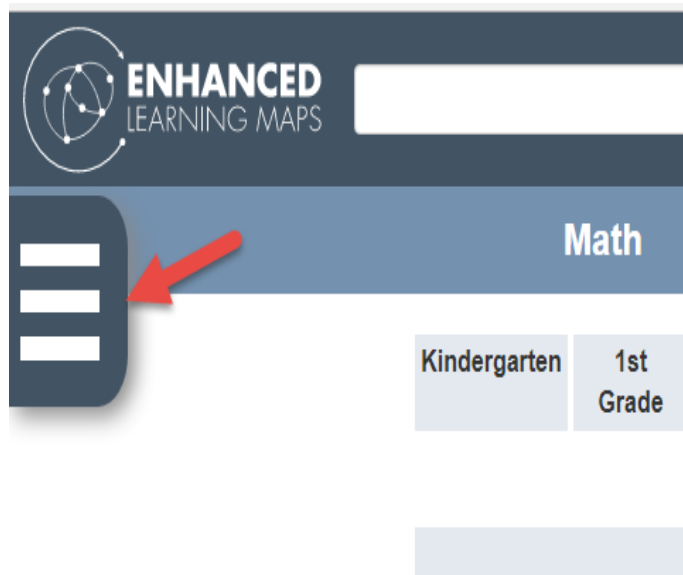 ENHANCED
LEARNING MAPS
Math
Kindergarten
1st
Grade